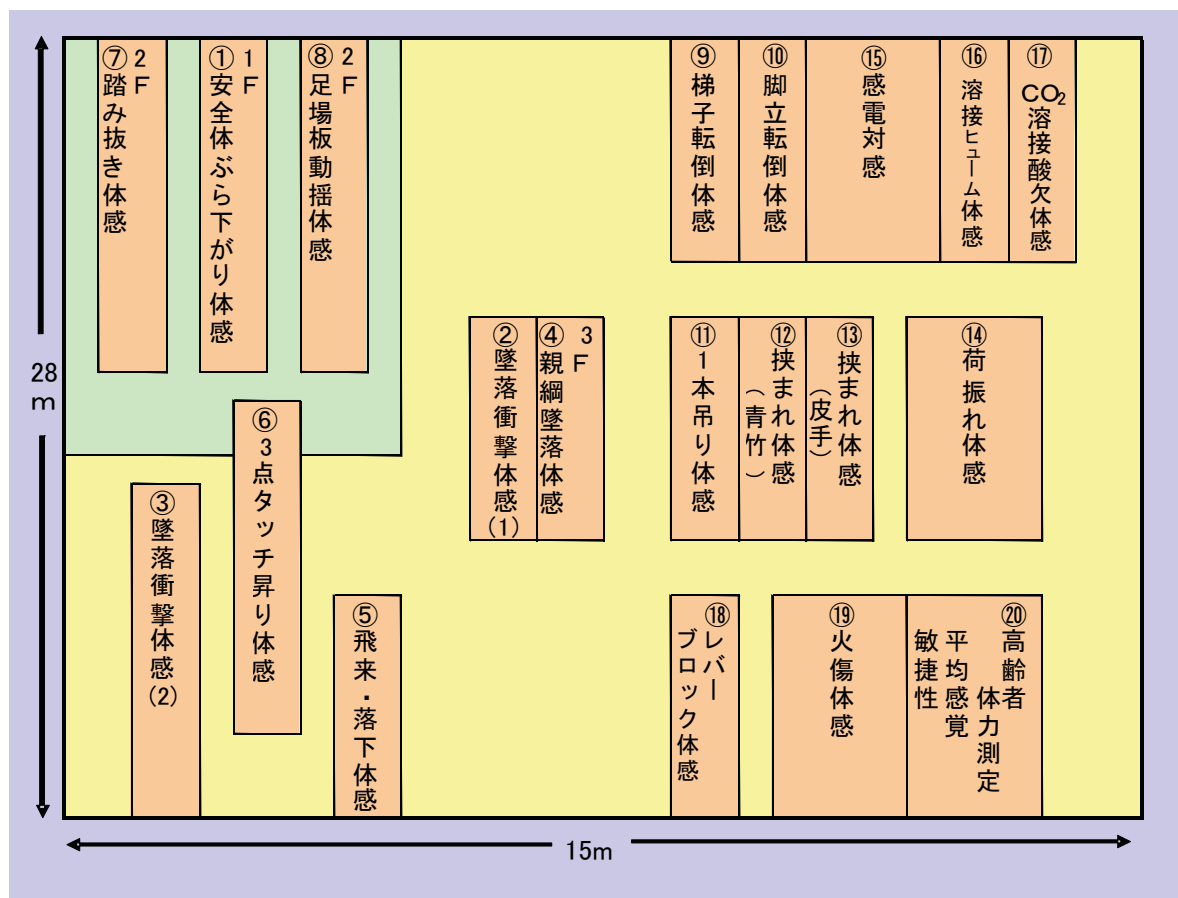 ⑦踏み抜き体感
2F
①安全体ぶら下がり体感
1F
⑧足場板動揺体感
2F
⑨梯子転倒体感
⑩脚立転倒体感
⑮感電対感
⑯溶接ヒューム体感
⑰CO₂溶接酸欠体感
②墜落衝撃体感(1)
④親綱墜落体感
3F
⑪1本吊り体感
⑫挟まれ体感
(青竹)
⑬挟まれ体感
(皮手)
⑭荷振れ体感
⑥3点タッチ昇り体感
③墜落衝撃体感(2)
⑤飛来・落下体感
⑱レバー
ブロック体感
⑲火傷体感
⑳高齢者
体力測定
平均感覚
敏捷性
28m
15m